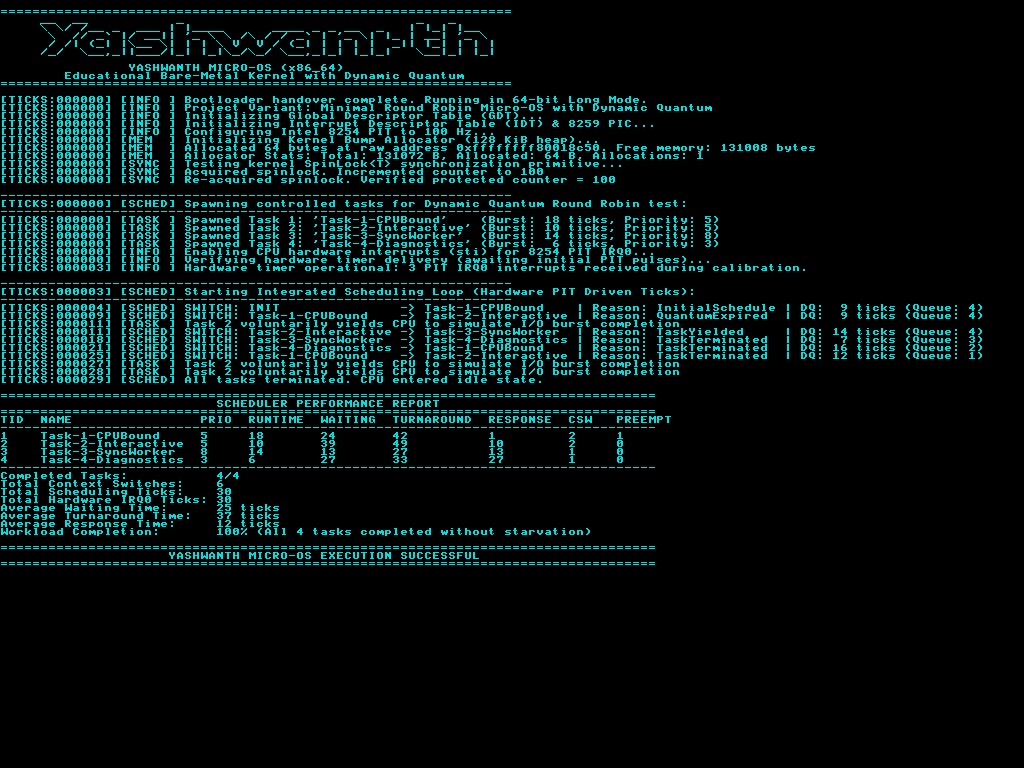 ================================================================
Yashwanth
YASHWANTH MICRO-OS (x86_64)
Educational Bare-Metal Kernel with Dynamic Quantum
================================================================
[TICKS:000000] [INFO ] Bootloader handover complete. Running in 64-bit Long Mode.
[TICKS:000000] [INFO ] Project Variant: Minimal Round Robin Micro-OS with Dynamic Quantum
[TICKS:000000] [INFO ] Initializing Global Descriptor Table (GDT)...
[TICKS:000000] [INFO ] Initializing Interrupt Descriptor Table (IDT) & 8259 PIC...
[TICKS:000000] [INFO ] Configuring Intel 8254 PIT to 100 Hz...
[TICKS:000000] [MEM  ] Initializing Kernel Bump Allocator (128 KiB heap)...
[TICKS:000000] [MEM  ] Allocated 64 bytes at raw address 0xffffffff80018c50. Free memory: 131008 bytes
[TICKS:000000] [MEM  ] Allocator Stats: Total: 131072 B, Allocated: 64 B, Allocations: 1
[TICKS:000000] [SYNC ] Testing kernel SpinLock<T> synchronization primitive...
[TICKS:000000] [SYNC ] Acquired spinlock. Incremented counter to 100
[TICKS:000000] [SYNC ] Re-acquired spinlock. Verified protected counter = 100
----------------------------------------------------------------
[TICKS:000000] [SCHED] Spawning controlled tasks for Dynamic Quantum Round Robin test:
----------------------------------------------------------------
[TICKS:000000] [TASK ] Spawned Task 1: 'Task-1-CPUBound'    (Burst: 18 ticks, Priority: 5)
[TICKS:000000] [TASK ] Spawned Task 2: 'Task-2-Interactive' (Burst: 10 ticks, Priority: 5)
[TICKS:000000] [TASK ] Spawned Task 3: 'Task-3-SyncWorker'  (Burst: 14 ticks, Priority: 8)
[TICKS:000000] [TASK ] Spawned Task 4: 'Task-4-Diagnostics' (Burst:  6 ticks, Priority: 3)
[TICKS:000000] [INFO ] Enabling CPU hardware interrupts (sti) for 8254 PIT IRQ0...
[TICKS:000000] [INFO ] Verifying hardware timer delivery (awaiting initial PIT pulses)...
[TICKS:000003] [INFO ] Hardware timer operational: 3 PIT IRQ0 interrupts received during calibration.
----------------------------------------------------------------
[TICKS:000003] [SCHED] Starting Integrated Scheduling Loop (Hardware PIT Driven Ticks):
----------------------------------------------------------------
[TICKS:000004] [SCHED] SWITCH: INIT               -> Task-1-CPUBound    | Reason: InitialSchedule | DQ:  9 ticks (Queue: 4)
[TICKS:000009] [SCHED] SWITCH: Task-1-CPUBound    -> Task-2-Interactive | Reason: QuantumExpired  | DQ:  9 ticks (Queue: 4)
[TICKS:000011] [TASK ] Task 2 voluntarily yields CPU to simulate I/O burst completion
[TICKS:000011] [SCHED] SWITCH: Task-2-Interactive -> Task-3-SyncWorker  | Reason: TaskYielded     | DQ: 14 ticks (Queue: 4)
[TICKS:000018] [SCHED] SWITCH: Task-3-SyncWorker  -> Task-4-Diagnostics | Reason: TaskTerminated  | DQ:  7 ticks (Queue: 3)
[TICKS:000021] [SCHED] SWITCH: Task-4-Diagnostics -> Task-1-CPUBound    | Reason: TaskTerminated  | DQ: 16 ticks (Queue: 2)
[TICKS:000025] [SCHED] SWITCH: Task-1-CPUBound    -> Task-2-Interactive | Reason: TaskTerminated  | DQ: 12 ticks (Queue: 1)
[TICKS:000027] [TASK ] Task 2 voluntarily yields CPU to simulate I/O burst completion
[TICKS:000028] [TASK ] Task 2 voluntarily yields CPU to simulate I/O burst completion
[TICKS:000029] [SCHED] All tasks terminated. CPU entered idle state.
==================================================================================
SCHEDULER PERFORMANCE REPORT
==================================================================================
TID  NAME                PRIO  RUNTIME  WAITING  TURNAROUND  RESPONSE  CSW   PREEMPT
----------------------------------------------------------------------------------
1    Task-1-CPUBound     5     18       24       42          1         2     1
2    Task-2-Interactive  5     10       39       49          10        2     0
3    Task-3-SyncWorker   8     14       13       27          13        1     0
4    Task-4-Diagnostics  3     6        27       33          27        1     0
----------------------------------------------------------------------------------
Completed Tasks:           4/4
Total Context Switches:    6
Total Scheduling Ticks:    30
Total Hardware IRQ0 Ticks: 30
Average Waiting Time:      25 ticks
Average Turnaround Time:   37 ticks
Average Response Time:     12 ticks
Workload Completion:       100% (All 4 tasks completed without starvation)
==================================================================================
YASHWANTH MICRO-OS EXECUTION SUCCESSFUL
==================================================================================